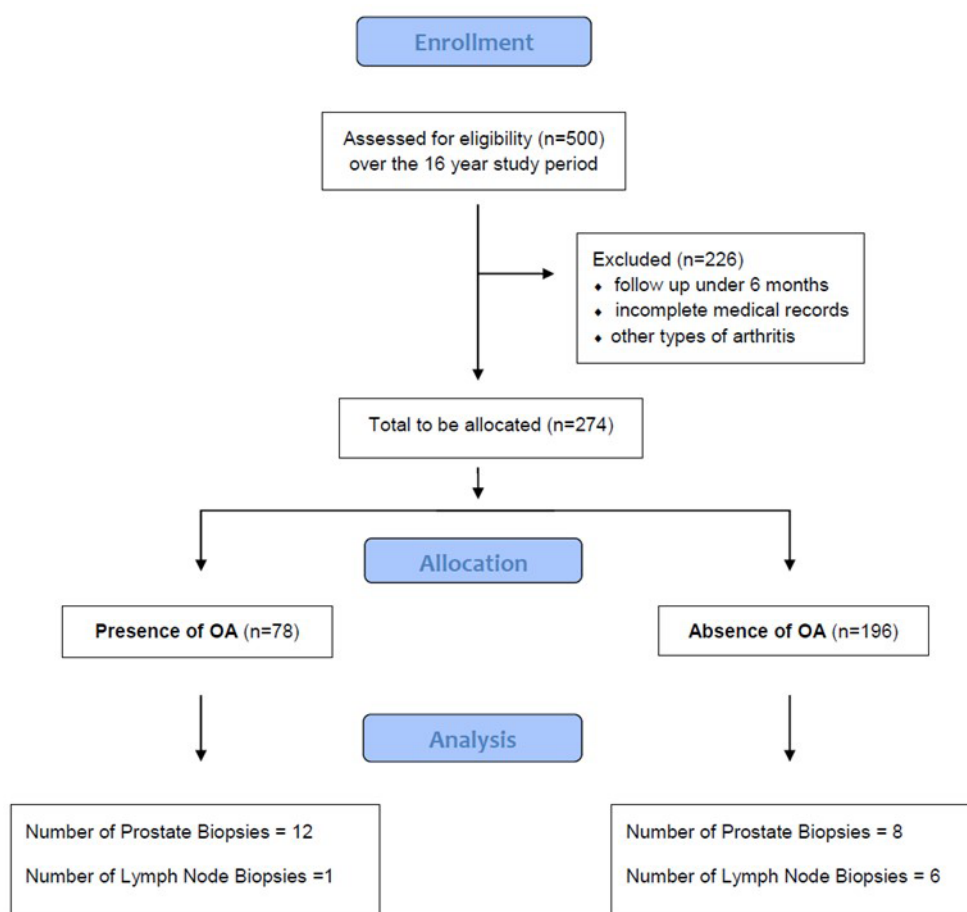 Enrollment
Assessed for eligibility (n=500)
over the 16 year study period
Excluded (n=226)
⬧ follow up under 6 months
⬧ incomplete medical records
⬧ other types of arthritis
Total to be allocated (n=274)
Allocation
Presence of OA (n=78)
Absence of OA (n=196)
Analysis
Number of Prostate Biopsies = 12
Number of Lymph Node Biopsies =1
Number of Prostate Biopsies = 8
Number of Lymph Node Biopsies = 6